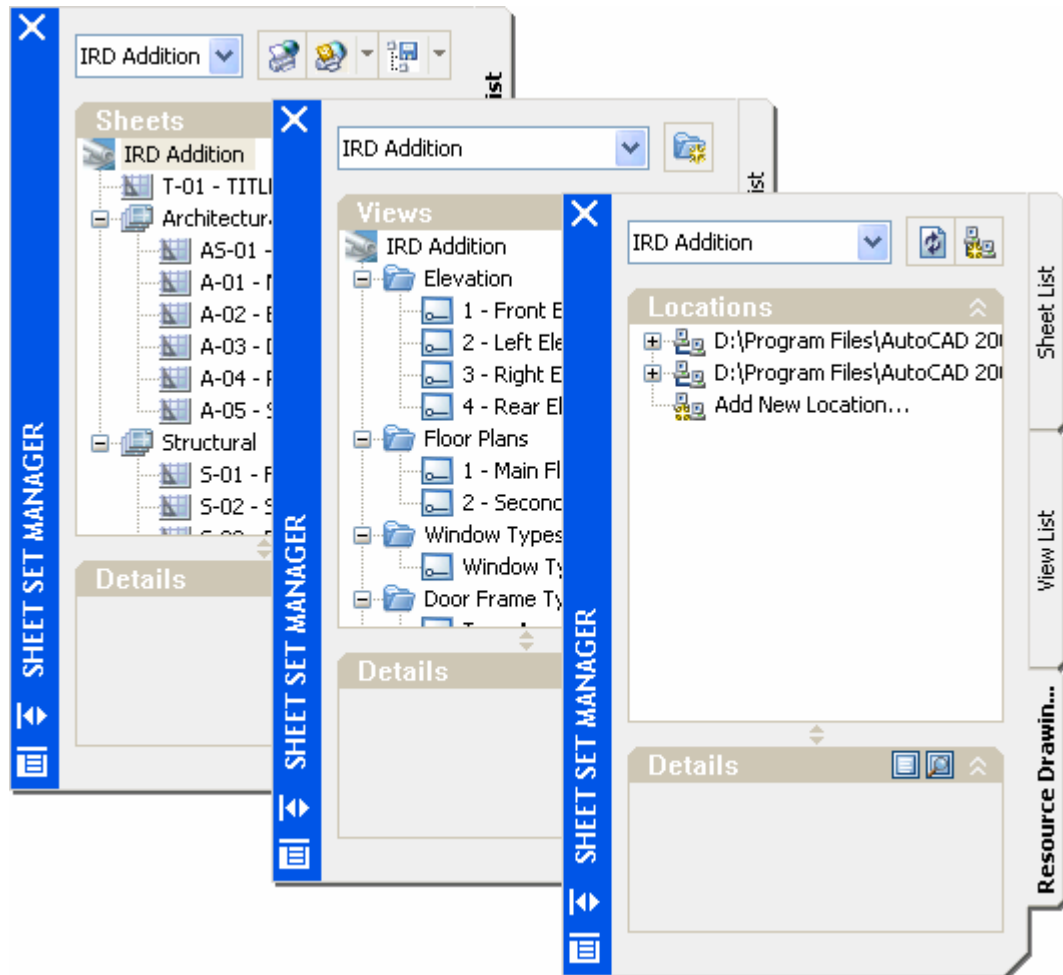 IRD Addition
Sheets
IRD Addition
T-01 - TITL
Architectur
AS-01 -
A-01 -
A-02 -
A-03 -
A-04 -
A-05 -
Structural
S-01 -
S-02 -
Details
SHEET SET MANAGER
IRD Addition
Views
IRD Addition
Elevation
1 - Front E
2 - Left Ele
3 - Right E
4 - Rear El
Floor Plans
1 - Main Fl
2 - Second
Window Types
Window Ty
Door Frame Ty
Details
SHEET SET MANAGER
IRD Addition
Locations
D:\Program Files\AutoCAD 20
D:\Program Files\AutoCAD 20
Add New Location...
Details
SHEET SET MANAGER
Sheet List
View List
Resource Drawin...